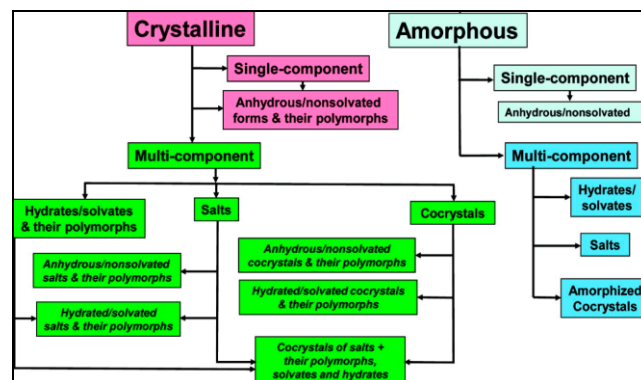 Crystalline
Amorphous
Single-component
Anhydrous/nonsolvated
forms & their polymorphs
Single-component
Anhydrous/nonsolvated
Multi-component
Multi-component
Hydrates/solvates
& their polymorphs
Salts
Cocrystals
Hydrates/
solvates
Anhydrous/nonsolvated
salts & their polymorphs
Anhydrous/nonsolvated
cocrystals & their polymorphs
Salts
Hydrated/solvated
salts & their polymorphs
Hydrated/solvated cocrystals
& their polymorphs
Amorphized
Cocrystals
Cocrystals of salts +
their polymorphs,
solvates and hydrates